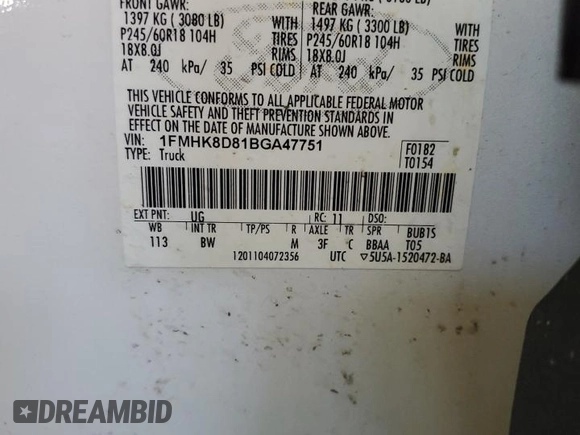 FRONT GAWR: REAR GAWR:
1397 KG ( 3080 LB) WITH 1497 KG ( 3300 LB) WITH
P245/60R18 104H TIRES P245/60R18 104H TIRES
18X8.0J RIMS 18X8.0J RIMS
AT 240 kPa/ 35 PSI COLD AT 240 kPa/ 35 PSI COLD
THIS VEHICLE CONFORMS TO ALL APPLICABLE FEDERAL MOTOR
VEHICLE SAFETY AND THEFT PREVENTION STANDARDS IN
EFFECT ON THE DATE OF MANUFACTURE SHOWN ABOVE.
VIN: 1FMHK8D81BGA47751 F0182
TYPE: Truck T0154
EXT PNT: UG RC: 11 DSO:
WB INT TR TP/PS R AXLE TR SPR BUB1S
113 BW M 3F C BBAA T05
1201104072356 UTC ▽5U5A-1520472-BA
DREAMBID